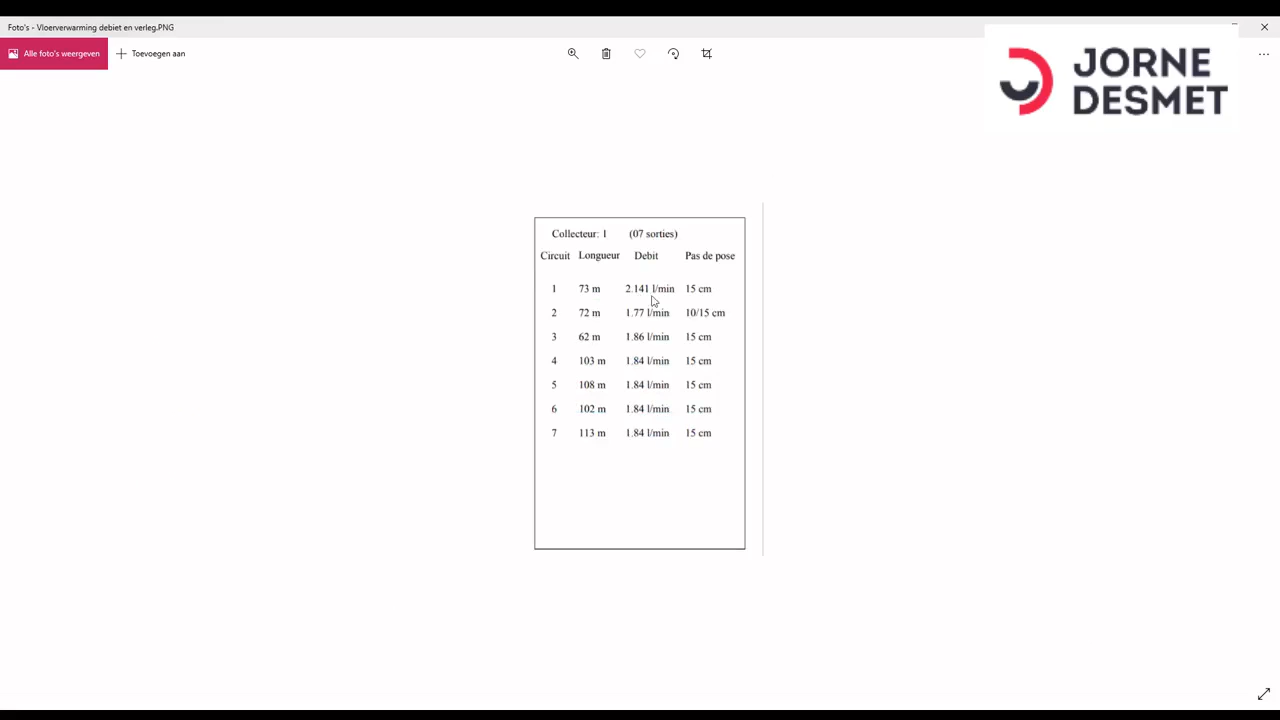 Foto's - Vloerverwarming debiet en verleg.PNG
Alle foto's weergeven
Toevoegen aan
JORNE
DESMET
Collecteur: 1 (07 sorties)
Circuit Longueur Debit Pas de pose
1 73 m 2.141 l/min 15 cm
2 72 m 1.77 l/min 10/15 cm
3 62 m 1.86 l/min 15 cm
4 103 m 1.84 l/min 15 cm
5 108 m 1.84 l/min 15 cm
6 102 m 1.84 l/min 15 cm
7 113 m 1.84 l/min 15 cm